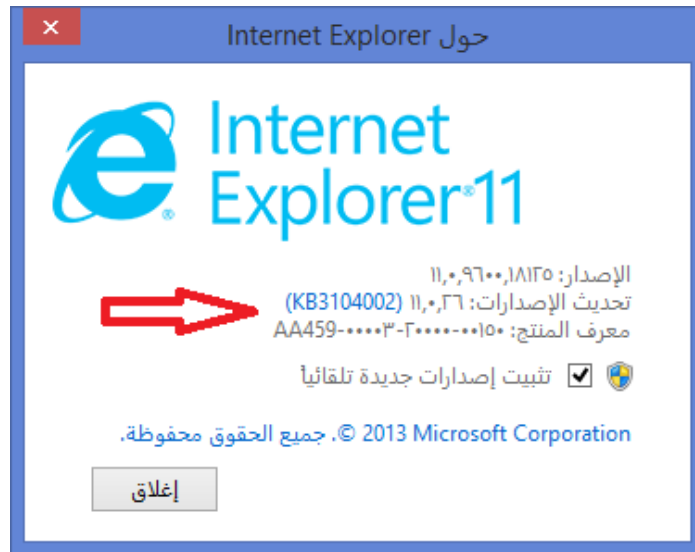 حول Internet Explorer
Internet
Explorer®11
الإصدار: ١١,٠,٩٦٠٠,١٨١٢٥
تحديث الإصدارات: ١١,٠,٢٦ (KB3104002)
معرف المنتج: ٠٠١٥٠-٢٠٠٠٠-٠٠٠٠٣-AA459
تثبيت إصدارات جديدة تلقائياً
© 2013 Microsoft Corporation. جميع الحقوق محفوظة.
إغلاق